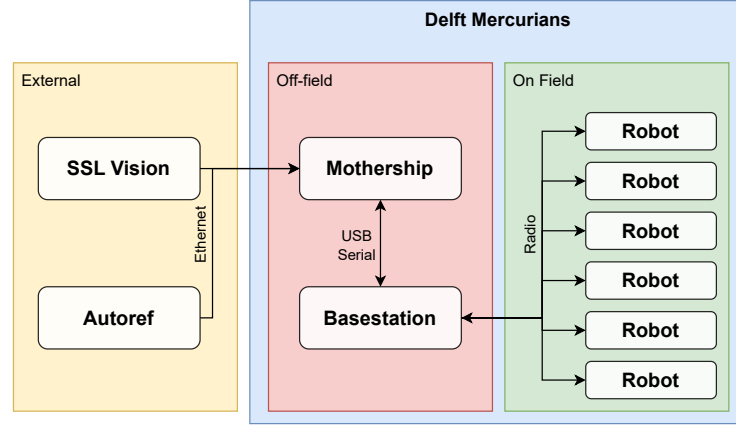 Delft Mercurians
External
Off-field
On Field
SSL Vision
Autoref
Ethernet
Mothership
USB
Serial
Basestation
Radio
Robot
Robot
Robot
Robot
Robot
Robot